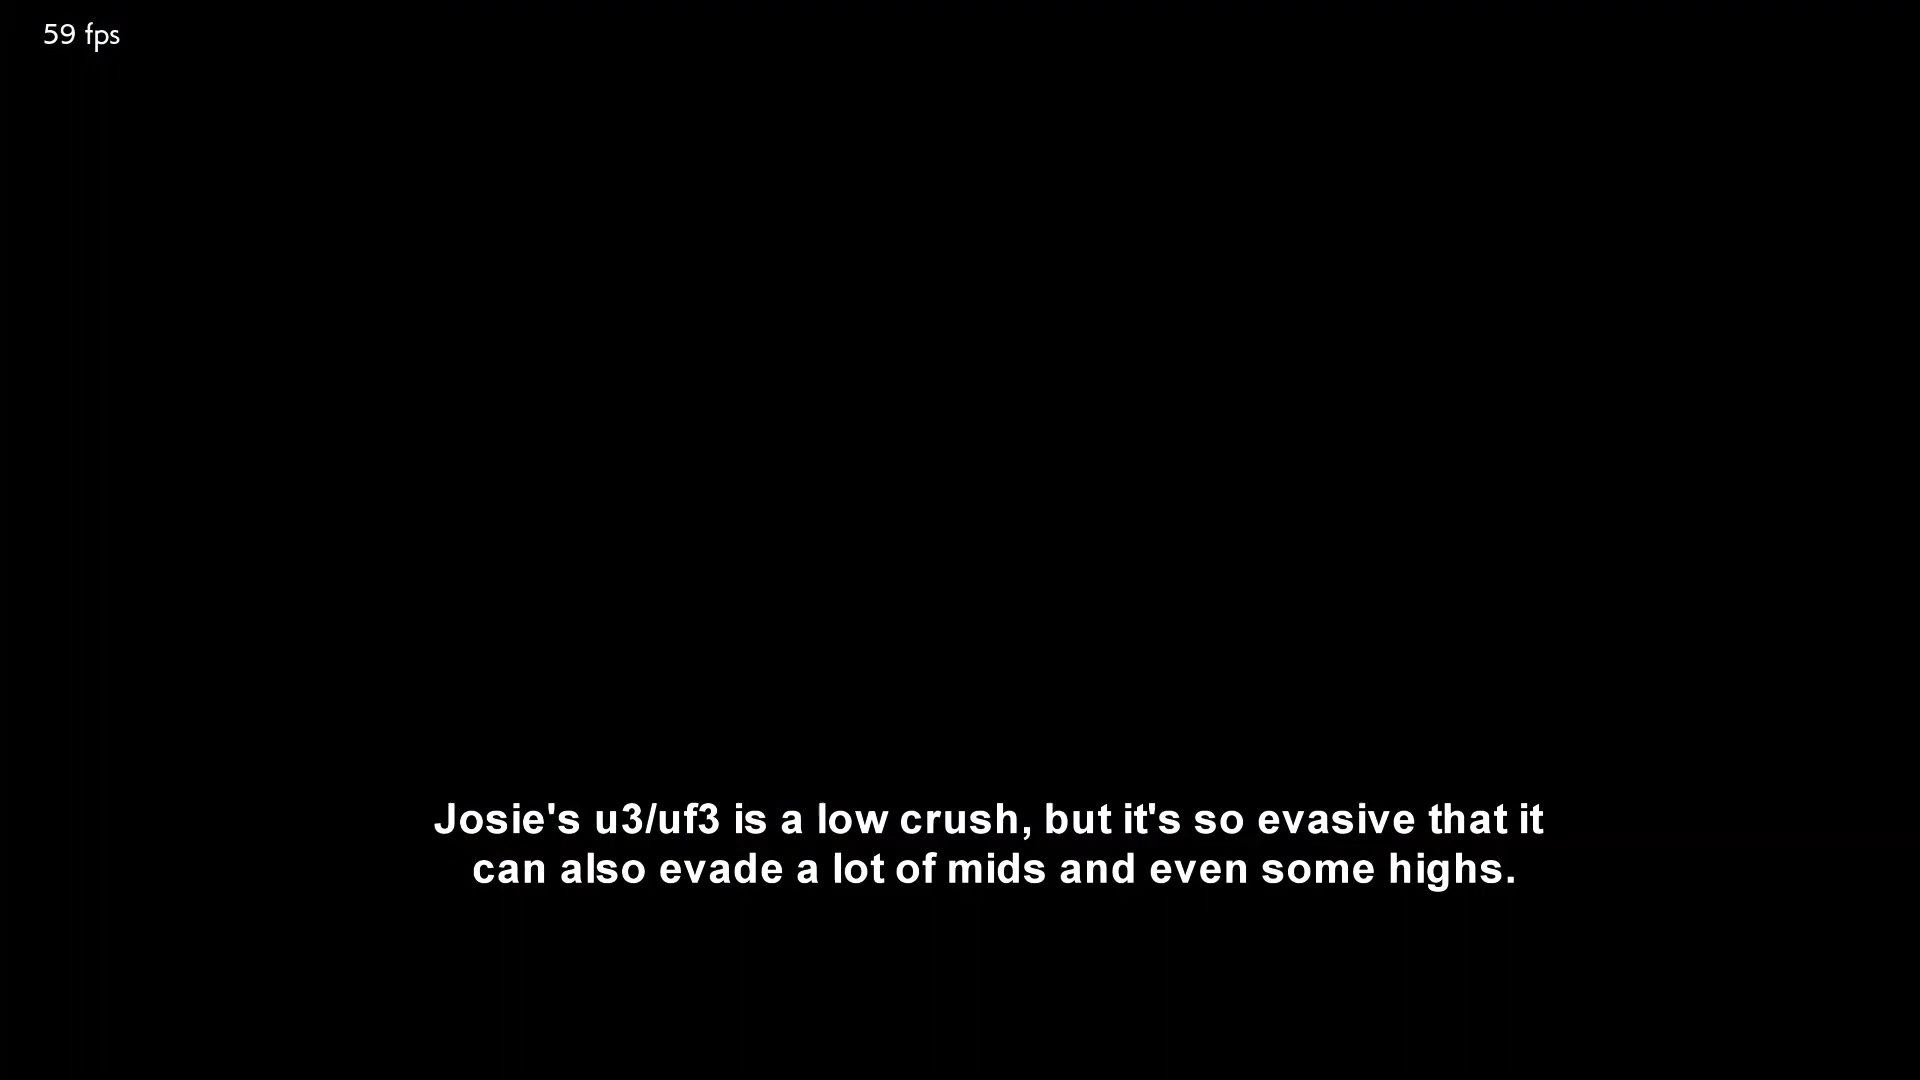 59 fps
Josie's u3/uf3 is a low crush, but it's so evasive that it
can also evade a lot of mids and even some highs.